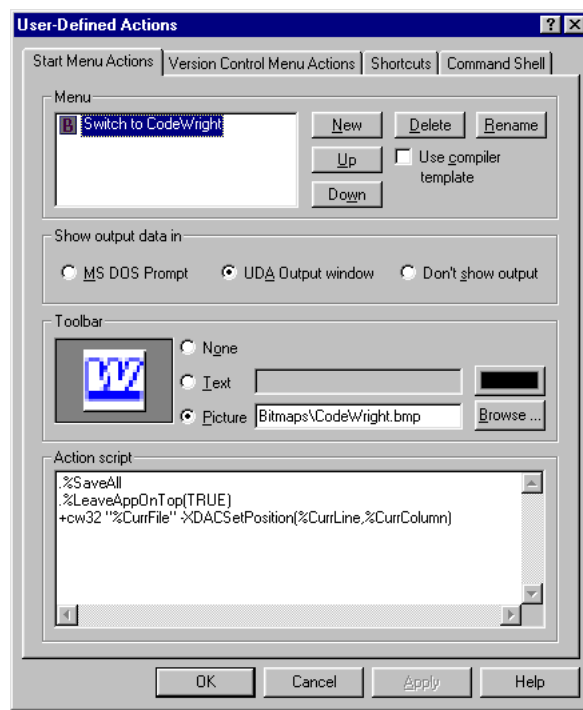 User-Defined Actions
Start Menu Actions Version Control Menu Actions Shortcuts Command Shell
Menu
B Switch to CodeWright
New Delete Rename
Up Use compiler
template
Down
Show output data in
MS DOS Prompt UDA Output window Don't show output
Toolbar
W
None
Text
Picture Bitmaps\CodeWright.bmp Browse ...
Action script
.%SaveAll
.%LeaveAppOnTop(TRUE)
+cw32 "%CurrFile" -XDACSetPosition(%CurrLine,%CurrColumn)
OK Cancel Apply Help